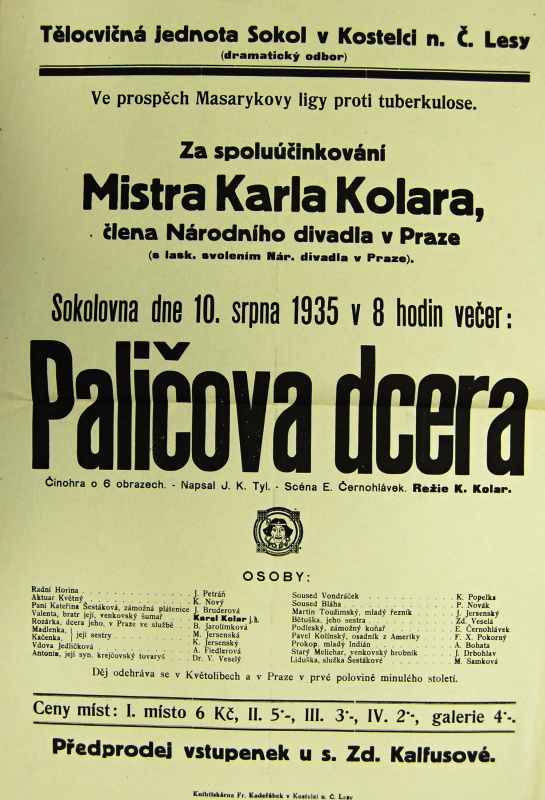 Tělocvičná jednota Sokol v Kostelci n. Č. Lesy
(dramatický odbor)
Ve prospěch Masarykovy ligy proti tuberkulose.
Za spoluúčinkování
Mistra Karla Kolara,
člena Národního divadla v Praze
(s lask. svolením Nár. divadla v Praze).
Sokolovna dne 10. srpna 1935 v 8 hodin večer:
Paličova dcera
Činohra o 6 obrazech. - Napsal J. K. Tyl. - Scéna E. Černohlávek. Režie K. Kolar.
OSOBY:
Radní Horina . . . J. Petráň
Aktuar Květný . . . K. Nový
Paní Kateřina Šestáková, zámožná plátenice J. Bruderová
Valenta, bratr její, venkovský šumař . . . Karel Kolar j.h.
Rozárka, dcera jeho, v Praze ve službě . . B. Jarolímková
Madlenka, } její sestry . . . M. Jersenská
Kačenka, . . . K. Jersenský
Vdova Jedličková . . . A. Fiedlerová
Antonín, její syn, krejčovský tovaryš . . . Dr. V. Veselý
Soused Vondráček . . . K. Popelka
Soused Bláha . . . P. Novák
Martin Toužimský, mladý řezník . . . J. Jersenský
Bětuška, jeho sestra . . . Zd. Veselá
Podleský, zámožný koňař . . . E. Černohlávek
Pavel Kolínský, osadník z Ameriky . . . F. X. Pokorný
Prokop, mladý Indián . . . A. Bohata
Starý Melichar, venkovský hrobník . . . J. Drbohlav
Liduška, služka Šestákové . . . M. Samková
Děj odehrává se v Květolibech a v Praze v prvé polovině minulého století.
Ceny míst: I. místo 6 Kč, II. 5·-, III. 3·-, IV. 2·-, galerie 4·-.
Předprodej vstupenek u s. Zd. Kalfusové.
Knihtiskárna Fr. Kadeřábek v Kostelci n. Č. Lesy